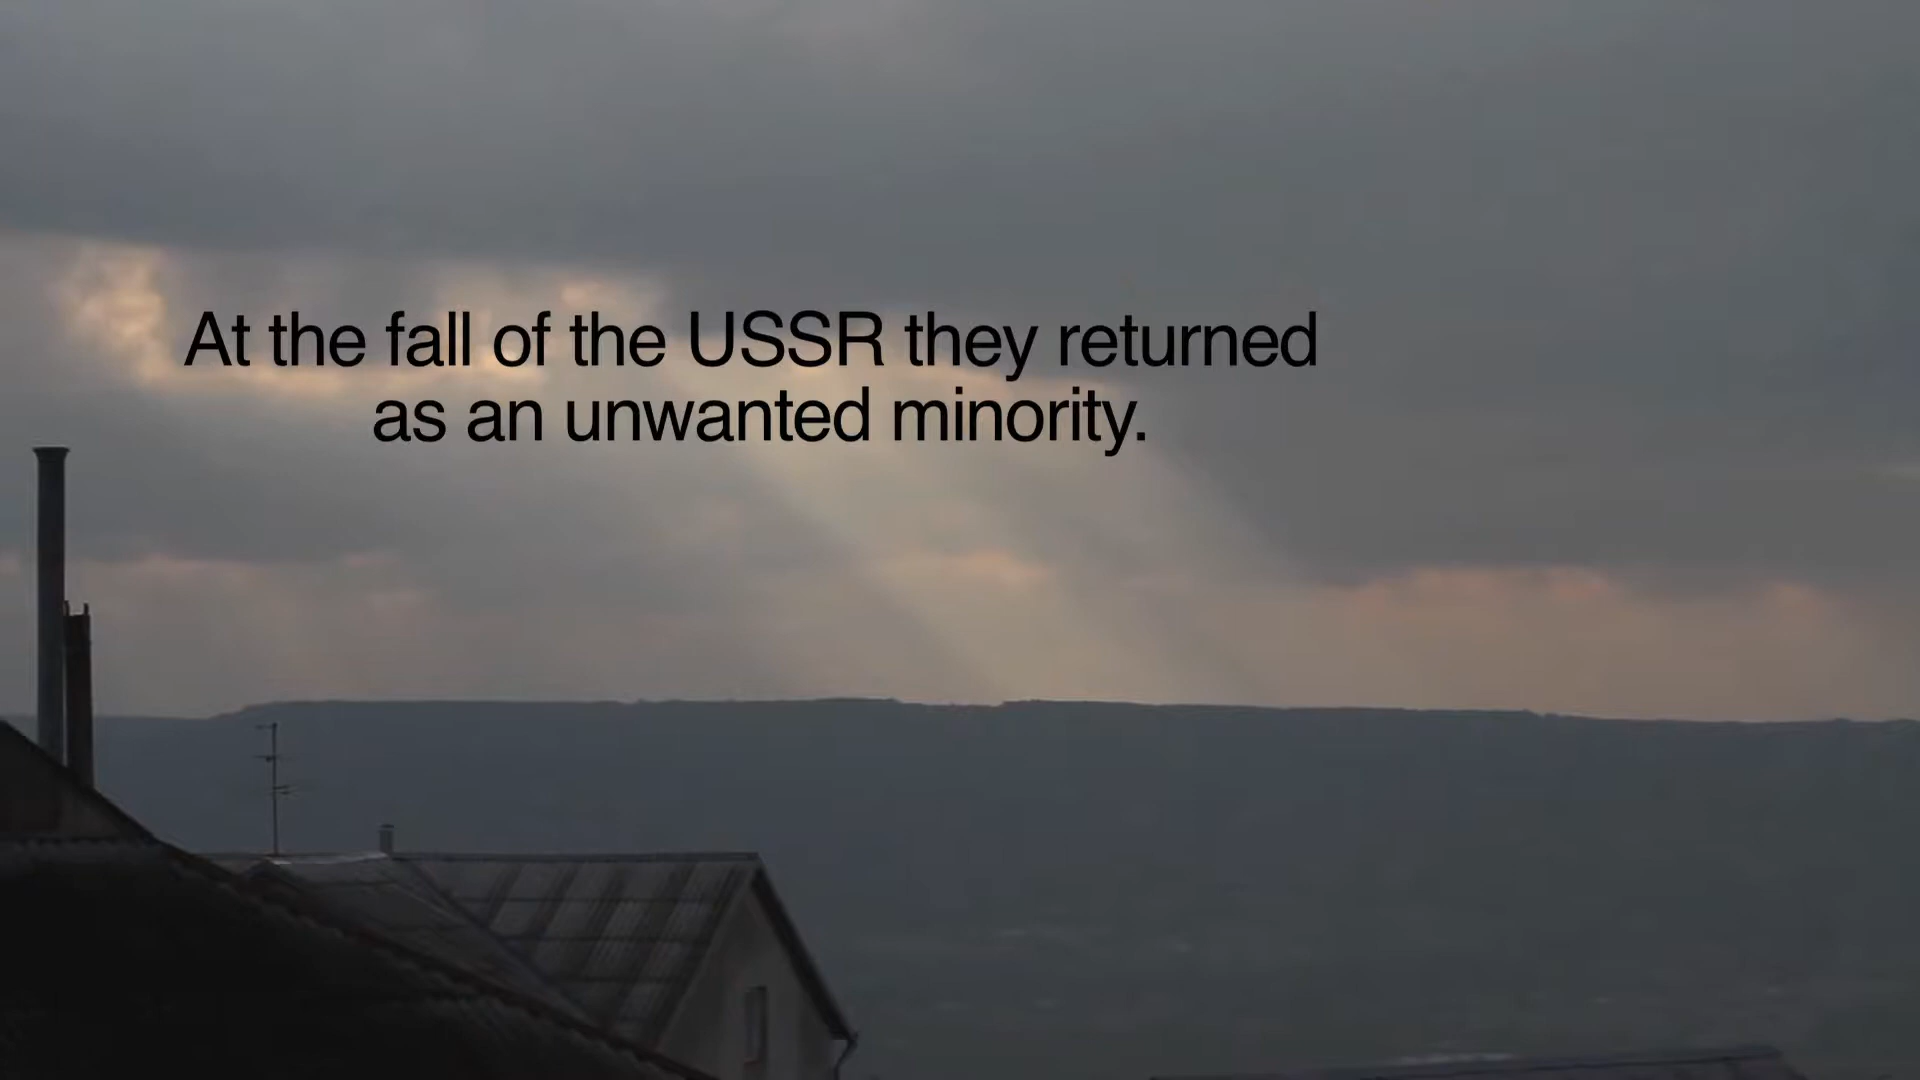 At the fall of the USSR they returned
as an unwanted minority.